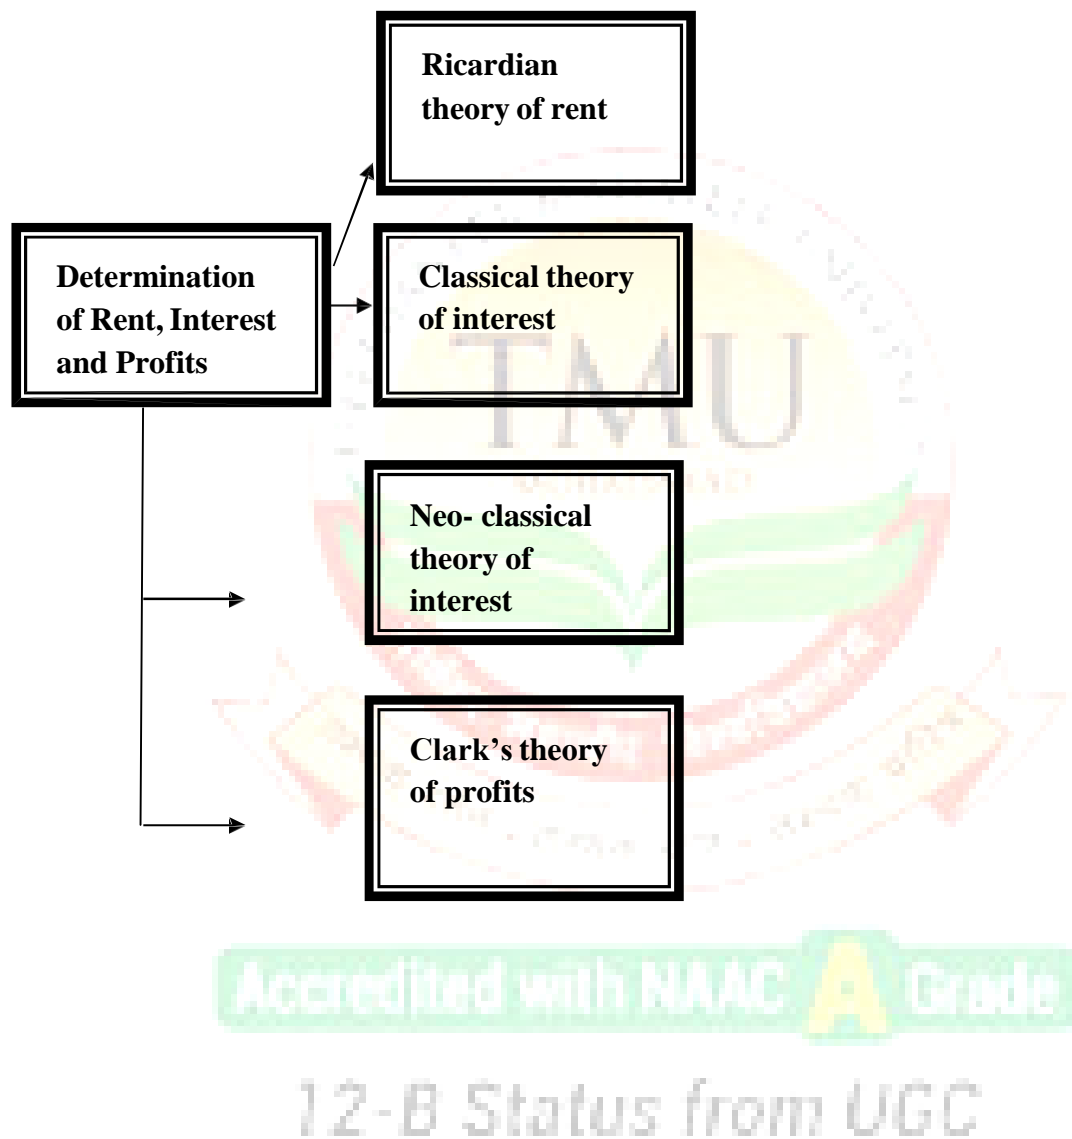 Ricardian
theory of rent
Determination
of Rent, Interest
and Profits
Classical theory
of interest
TMU
Neo- classical
theory of
interest
Clark’s theory
of profits
Accredited with NAAC A Grade
12-B Status from UGC